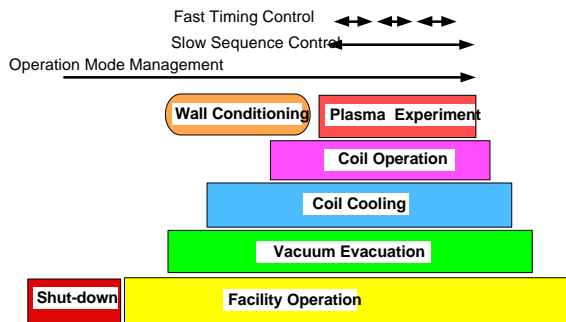 Fast Timing Control
Slow Sequence Control
Operation Mode Management
Wall Conditioning
Plasma Experiment
Coil Operation
Coil Cooling
Vacuum Evacuation
Shut-down
Facility Operation